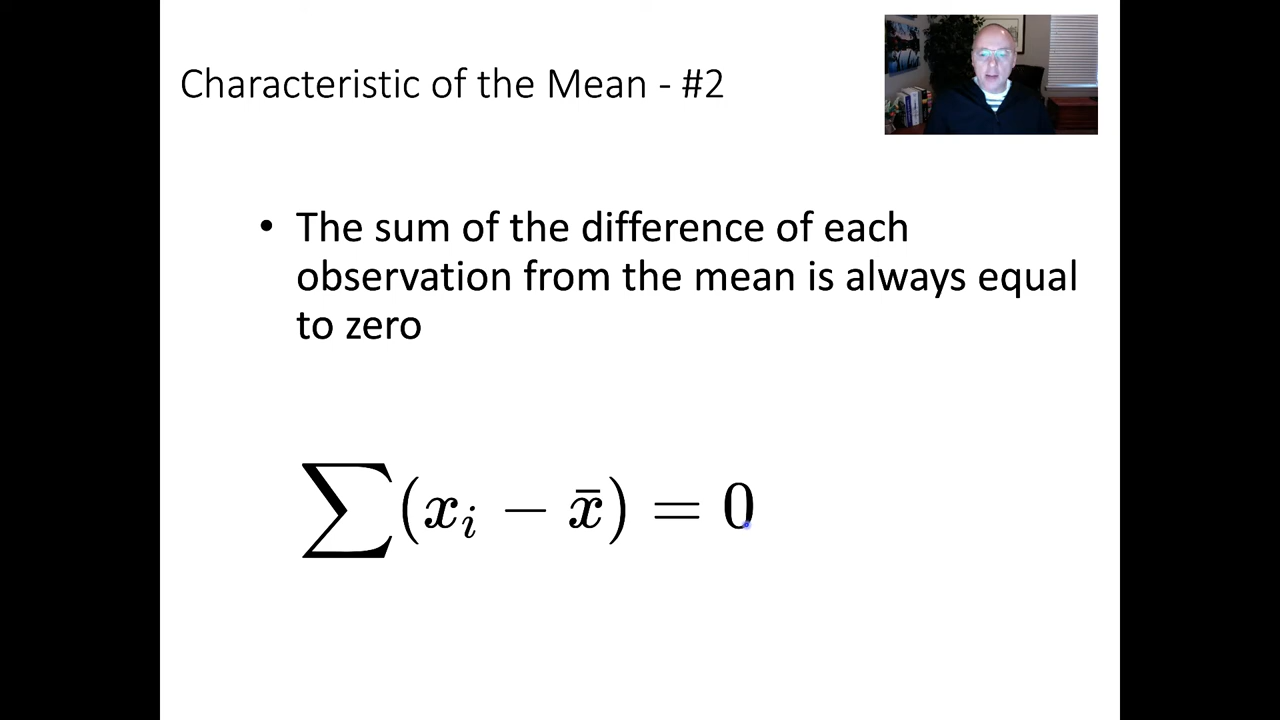 Characteristic of the Mean - #2
• The sum of the difference of each
observation from the mean is always equal
to zero
∑(xᵢ − x̄) = 0